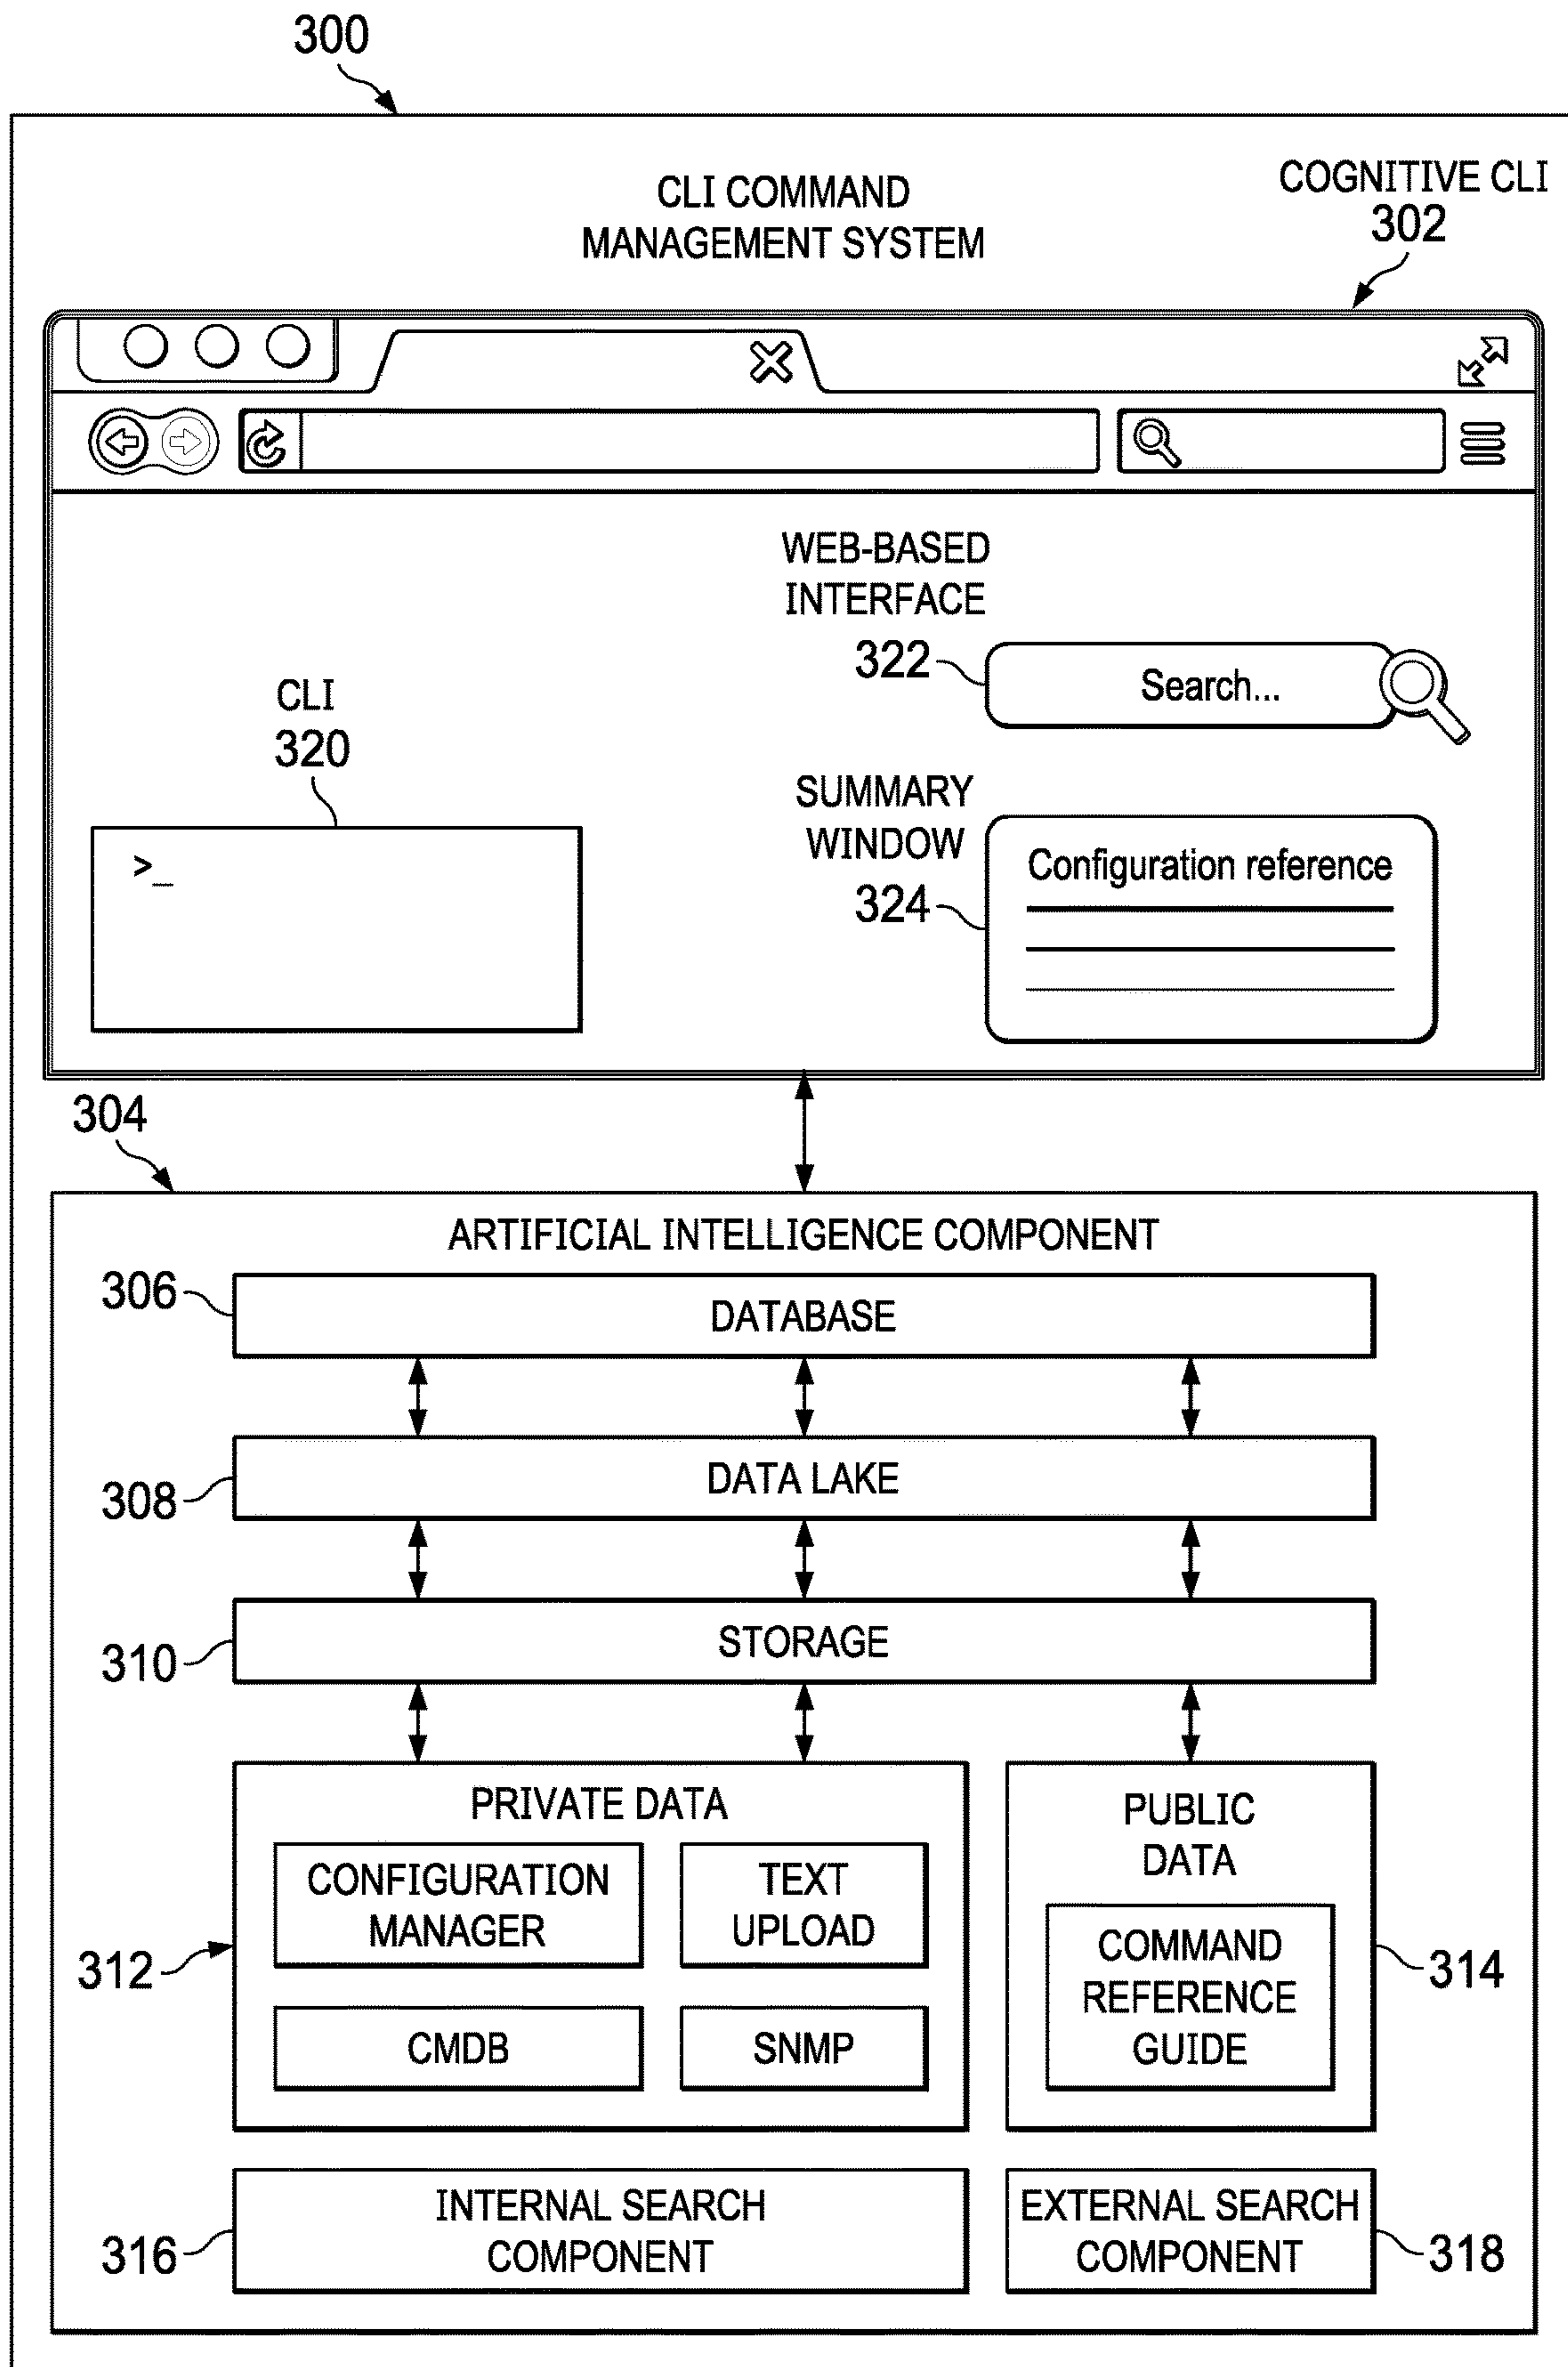 300
CLI COMMAND
MANAGEMENT SYSTEM
COGNITIVE CLI
302
WEB-BASED
INTERFACE
322
Search...
CLI
320
>_
SUMMARY
WINDOW
324
Configuration reference
304
ARTIFICIAL INTELLIGENCE COMPONENT
306
DATABASE
308
DATA LAKE
310
STORAGE
PRIVATE DATA
CONFIGURATION
MANAGER
TEXT
UPLOAD
312
CMDB
SNMP
PUBLIC
DATA
COMMAND
REFERENCE
GUIDE
314
INTERNAL SEARCH
COMPONENT
316
EXTERNAL SEARCH
COMPONENT
318